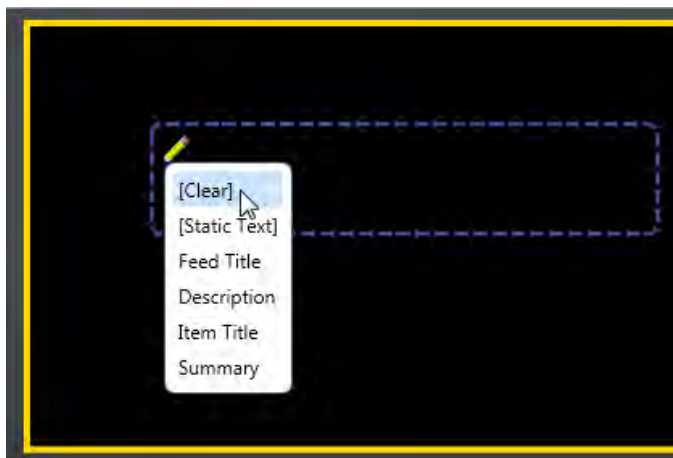 [Clear]
[Static Text]
Feed Title
Description
Item Title
Summary